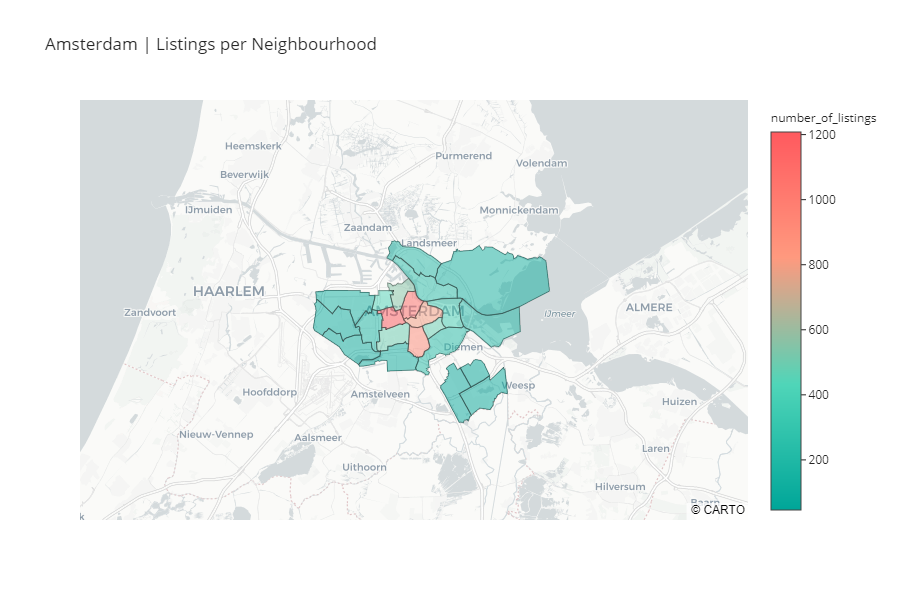 Amsterdam | Listings per Neighbourhood
number_of_listings
1200
1000
800
600
400
200
Heemskerk
Purmerend
Volendam
Beverwijk
IJmuiden
Monnickendam
Zaandam
Landsmeer
HAARLEM
ALMERE
Zandvoort
AMSTERDAM
IJmeer
Diemen
Weesp
Hoofddorp
Amstelveen
Huizen
Nieuw-Vennep
Aalsmeer
Laren
Uithoorn
Hilversum
Baarn
© CARTO
k